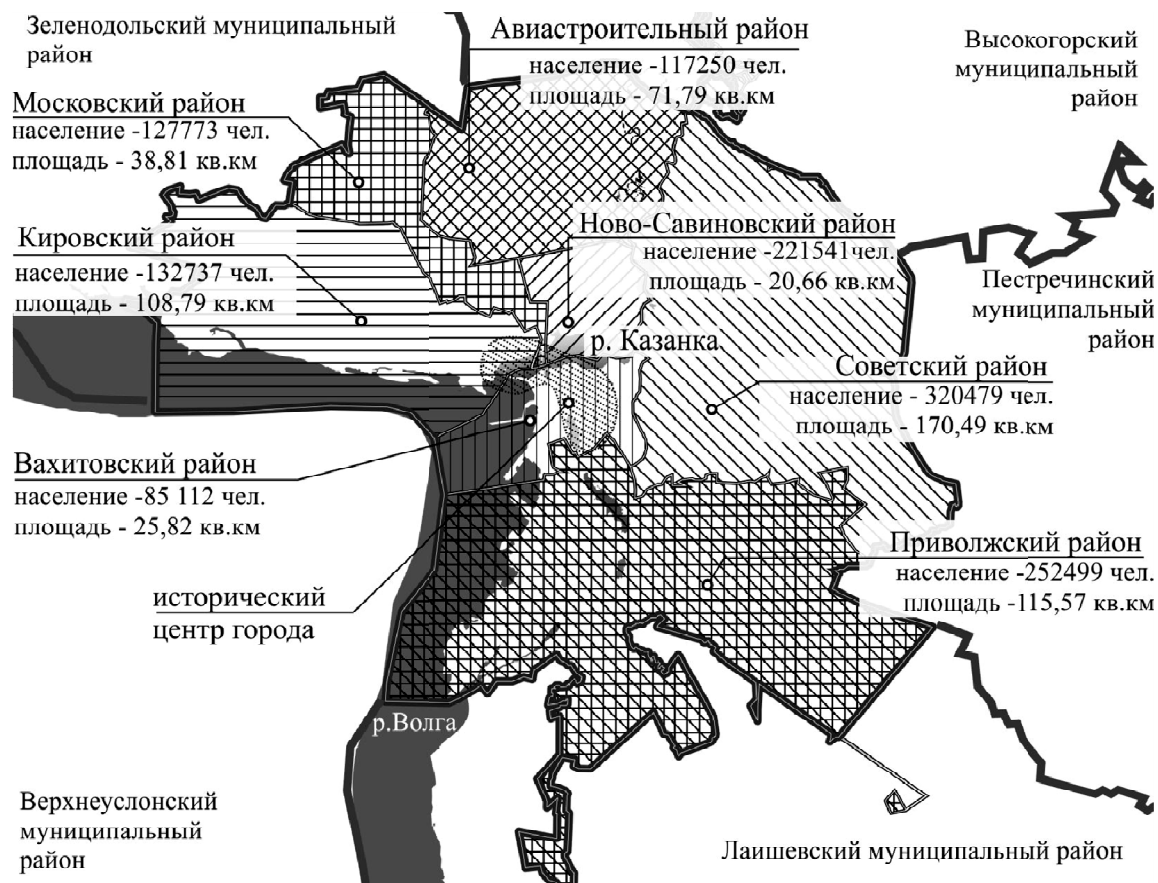 Зеленодольский муниципальный
район
Авиастроительный район
население -117250 чел.
площадь - 71,79 кв.км
Высокогорский
муниципальный
район
Московский район
население -127773 чел.
площадь - 38,81 кв.км
Кировский район
население -132737 чел.
площадь - 108,79 кв.км
Ново-Савиновский район
население -221541чел.
площадь - 20,66 кв.км
Пестречинский
муниципальный
район
р. Казанка
Советский район
население - 320479 чел.
площадь - 170,49 кв.км
Вахитовский район
население -85 112 чел.
площадь - 25,82 кв.км
Приволжский район
население -252499 чел.
площадь -115,57 кв.км
исторический
центр города
р.Волга
Верхнеуслонский
муниципальный
район
Лаишевский муниципальный район